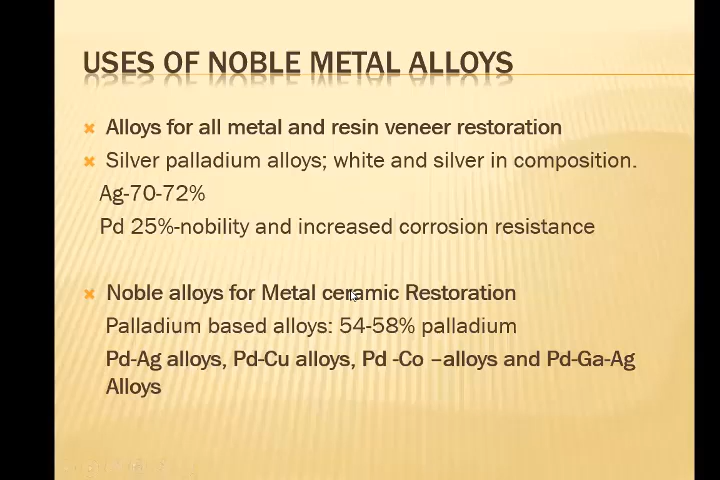 USES OF NOBLE METAL ALLOYS
Alloys for all metal and resin veneer restoration
Silver palladium alloys; white and silver in composition.
Ag-70-72%
Pd 25%-nobility and increased corrosion resistance
Noble alloys for Metal ceramic Restoration
Palladium based alloys: 54-58% palladium
Pd-Ag alloys, Pd-Cu alloys, Pd -Co –alloys and Pd-Ga-Ag
Alloys